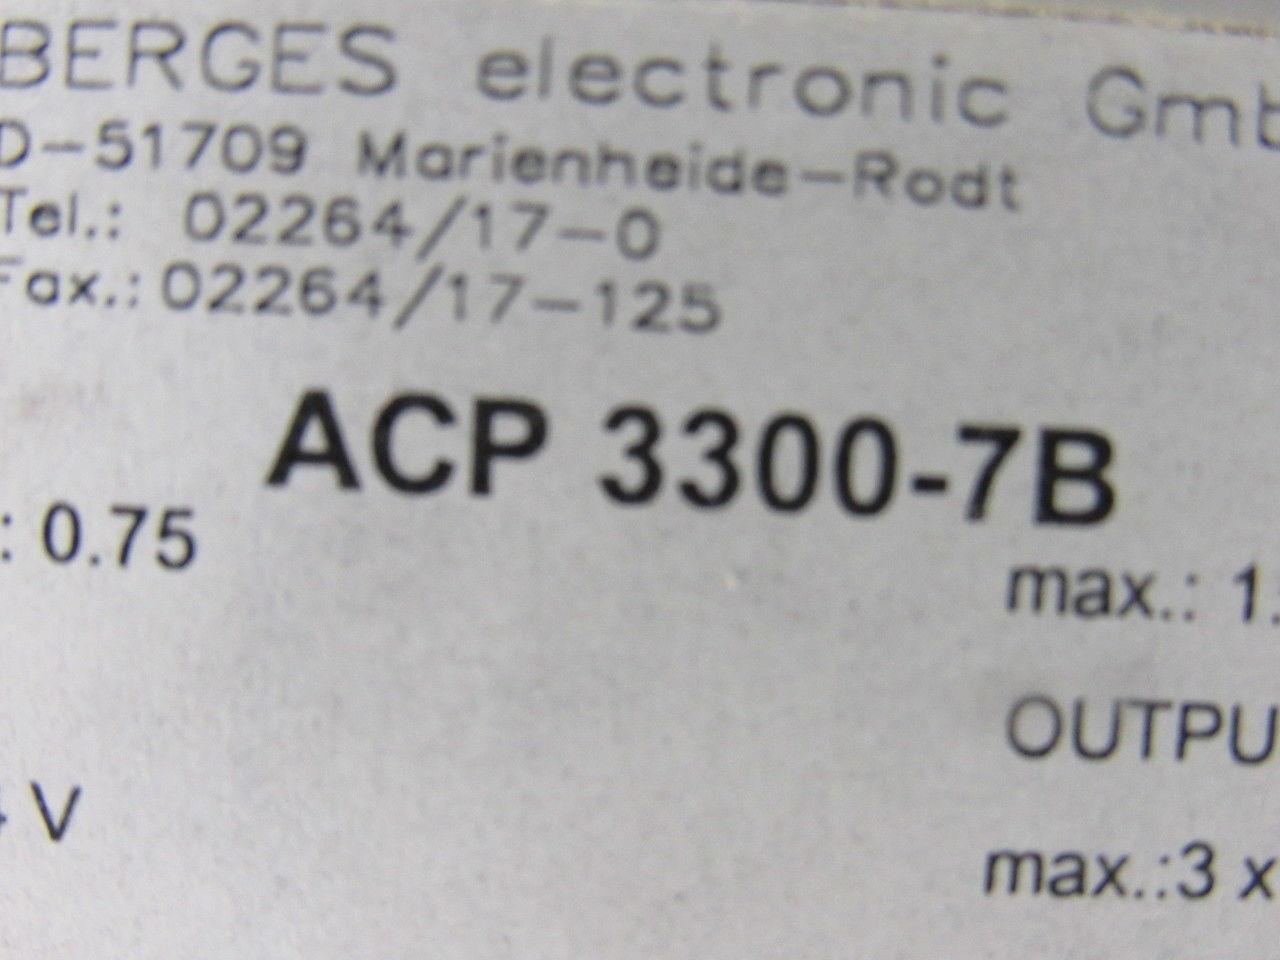 BERGES electronic Gmb
D-51709 Marienheide-Rodt
Tel.: 02264/17-0
Fax.: 02264/17-125
ACP 3300-7B
: 0.75
max.: 1.
OUTPU
V
max.:3 x